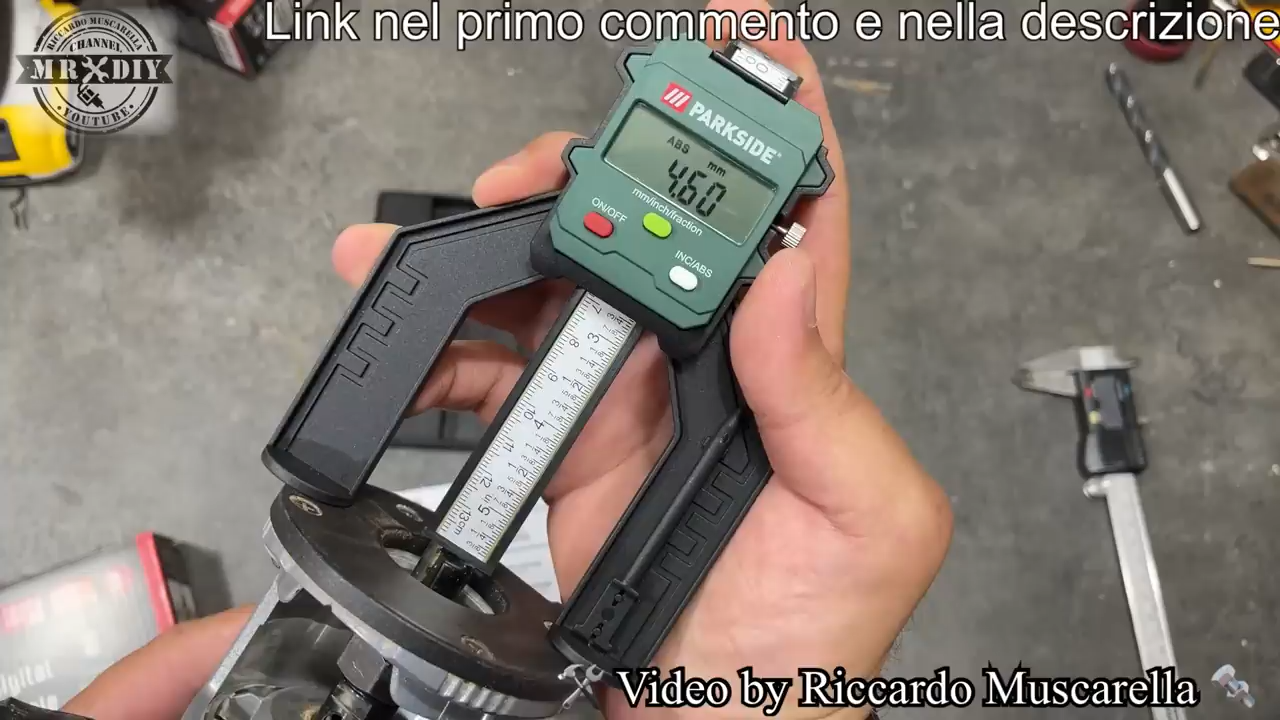 Link nel primo commento e nella descrizione
RICCARDO MUSCARELLA
CHANNEL
MR DIY
YOUTUBE
PARKSIDE
ABS mm
4.60
mm/inch/fraction
ON/OFF
INC/ABS
Video by Riccardo Muscarella